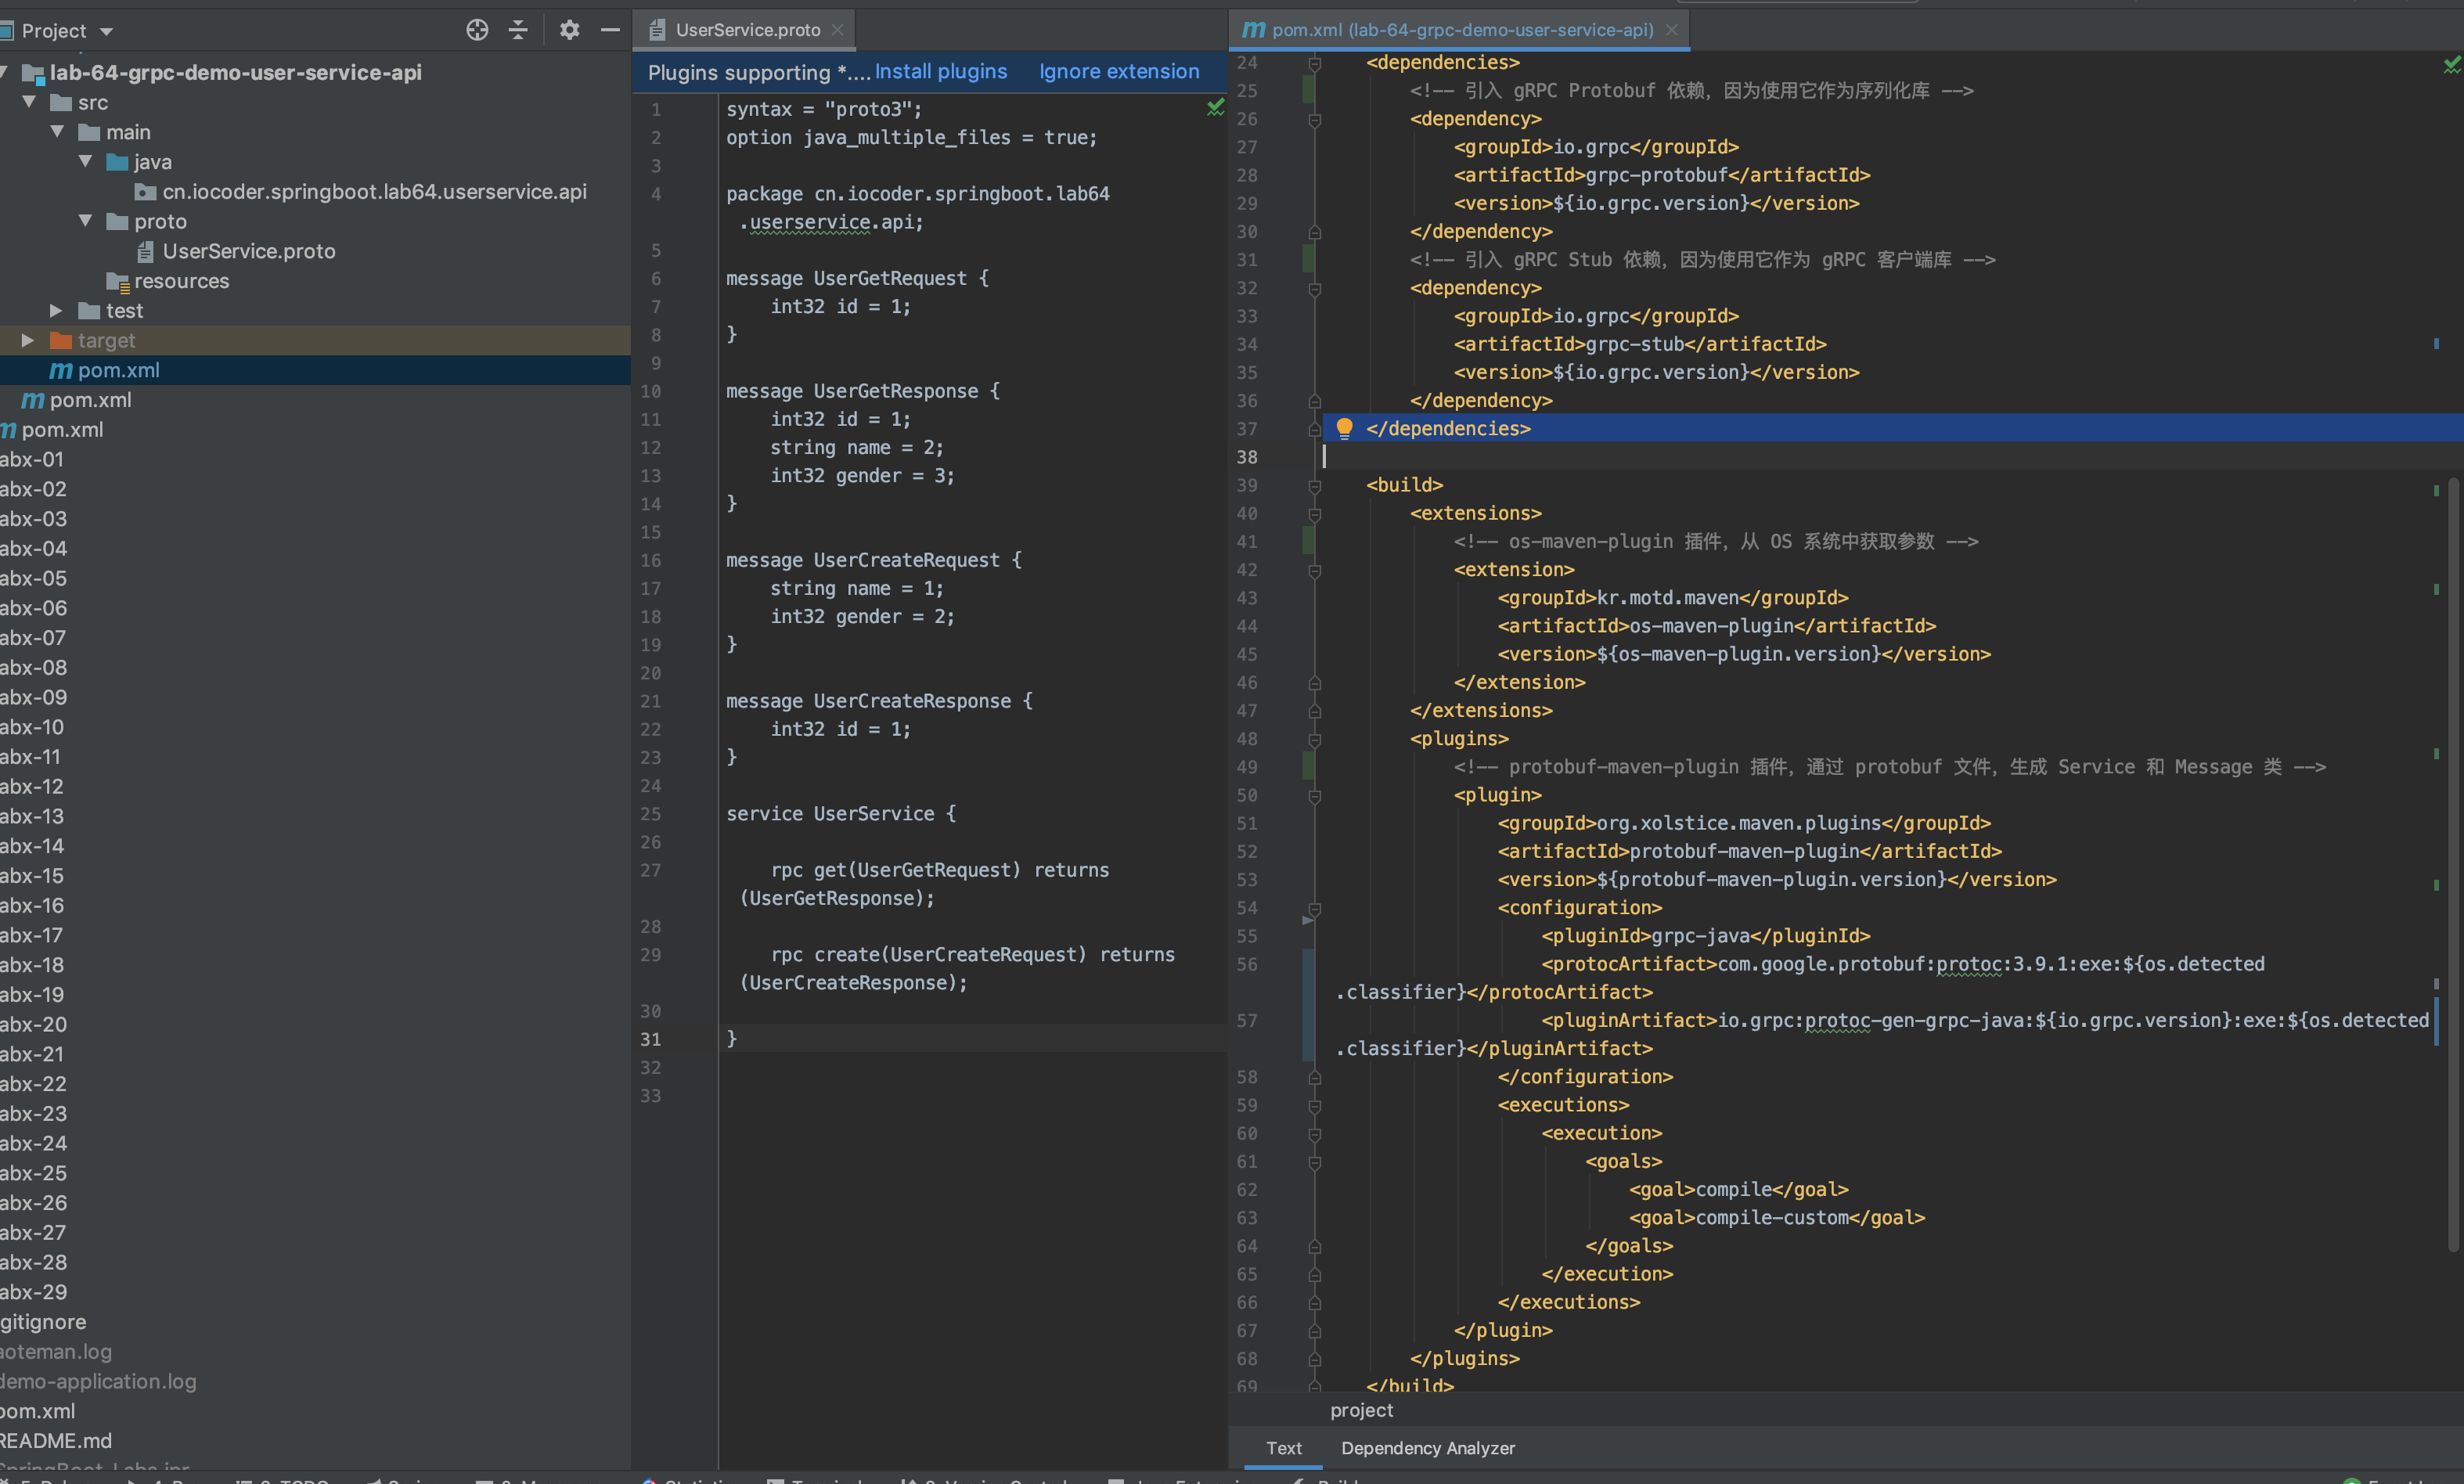 Project
lab-64-grpc-demo-user-service-api
src
main
java
cn.iocoder.springboot.lab64.userservice.api
proto
UserService.proto
resources
test
target
pom.xml
pom.xml
pom.xml
abx-01
abx-02
abx-03
abx-04
abx-05
abx-06
abx-07
abx-08
abx-09
abx-10
abx-11
abx-12
abx-13
abx-14
abx-15
abx-16
abx-17
abx-18
abx-19
abx-20
abx-21
abx-22
abx-23
abx-24
abx-25
abx-26
abx-27
abx-28
abx-29
gitignore
aoteman.log
demo-application.log
pom.xml
README.md
UserService.proto
Plugins supporting *.... Install plugins Ignore extension
1 syntax = "proto3";
2 option java_multiple_files = true;
3
4 package cn.iocoder.springboot.lab64
.userservice.api;
5
6 message UserGetRequest {
7 int32 id = 1;
8 }
9
10 message UserGetResponse {
11 int32 id = 1;
12 string name = 2;
13 int32 gender = 3;
14 }
15
16 message UserCreateRequest {
17 string name = 1;
18 int32 gender = 2;
19 }
20
21 message UserCreateResponse {
22 int32 id = 1;
23 }
24
25 service UserService {
26
27 rpc get(UserGetRequest) returns
(UserGetResponse);
28
29 rpc create(UserCreateRequest) returns
(UserCreateResponse);
30
31 }
32
33
pom.xml (lab-64-grpc-demo-user-service-api)
24 <dependencies>
25 <!-- 引入 gRPC Protobuf 依赖，因为使用它作为序列化库 -->
26 <dependency>
27 <groupId>io.grpc</groupId>
28 <artifactId>grpc-protobuf</artifactId>
29 <version>${io.grpc.version}</version>
30 </dependency>
31 <!-- 引入 gRPC Stub 依赖，因为使用它作为 gRPC 客户端库 -->
32 <dependency>
33 <groupId>io.grpc</groupId>
34 <artifactId>grpc-stub</artifactId>
35 <version>${io.grpc.version}</version>
36 </dependency>
37 </dependencies>
38
39 <build>
40 <extensions>
41 <!-- os-maven-plugin 插件，从 OS 系统中获取参数 -->
42 <extension>
43 <groupId>kr.motd.maven</groupId>
44 <artifactId>os-maven-plugin</artifactId>
45 <version>${os-maven-plugin.version}</version>
46 </extension>
47 </extensions>
48 <plugins>
49 <!-- protobuf-maven-plugin 插件，通过 protobuf 文件，生成 Service 和 Message 类 -->
50 <plugin>
51 <groupId>org.xolstice.maven.plugins</groupId>
52 <artifactId>protobuf-maven-plugin</artifactId>
53 <version>${protobuf-maven-plugin.version}</version>
54 <configuration>
55 <pluginId>grpc-java</pluginId>
56 <protocArtifact>com.google.protobuf:protoc:3.9.1:exe:${os.detected
.classifier}</protocArtifact>
57 <pluginArtifact>io.grpc:protoc-gen-grpc-java:${io.grpc.version}:exe:${os.detected
.classifier}</pluginArtifact>
58 </configuration>
59 <executions>
60 <execution>
61 <goals>
62 <goal>compile</goal>
63 <goal>compile-custom</goal>
64 </goals>
65 </execution>
66 </executions>
67 </plugin>
68 </plugins>
69 </build>
project
Text Dependency Analyzer